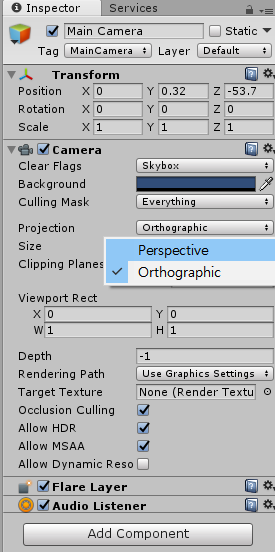 Inspector Services
Main Camera Static
Tag MainCamera Layer Default
Transform
Position X 0 Y 0.32 Z -53.7
Rotation X 0 Y 0 Z 0
Scale X 1 Y 1 Z 1
Camera
Clear Flags Skybox
Background
Culling Mask Everything
Projection Orthographic
Size
Perspective
Clipping Planes
Orthographic
Viewport Rect
X 0 Y 0
W 1 H 1
Depth -1
Rendering Path Use Graphics Settings
Target Texture None (Render Textu
Occlusion Culling
Allow HDR
Allow MSAA
Allow Dynamic Reso
Flare Layer
Audio Listener
Add Component